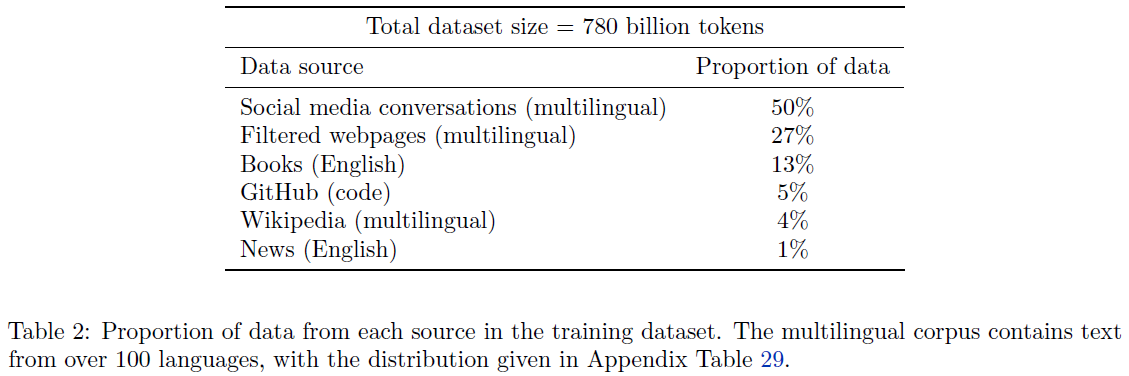 Total dataset size = 780 billion tokens
Data source Proportion of data
Social media conversations (multilingual) 50%
Filtered webpages (multilingual) 27%
Books (English) 13%
GitHub (code) 5%
Wikipedia (multilingual) 4%
News (English) 1%
Table 2: Proportion of data from each source in the training dataset. The multilingual corpus contains text
from over 100 languages, with the distribution given in Appendix Table 29.